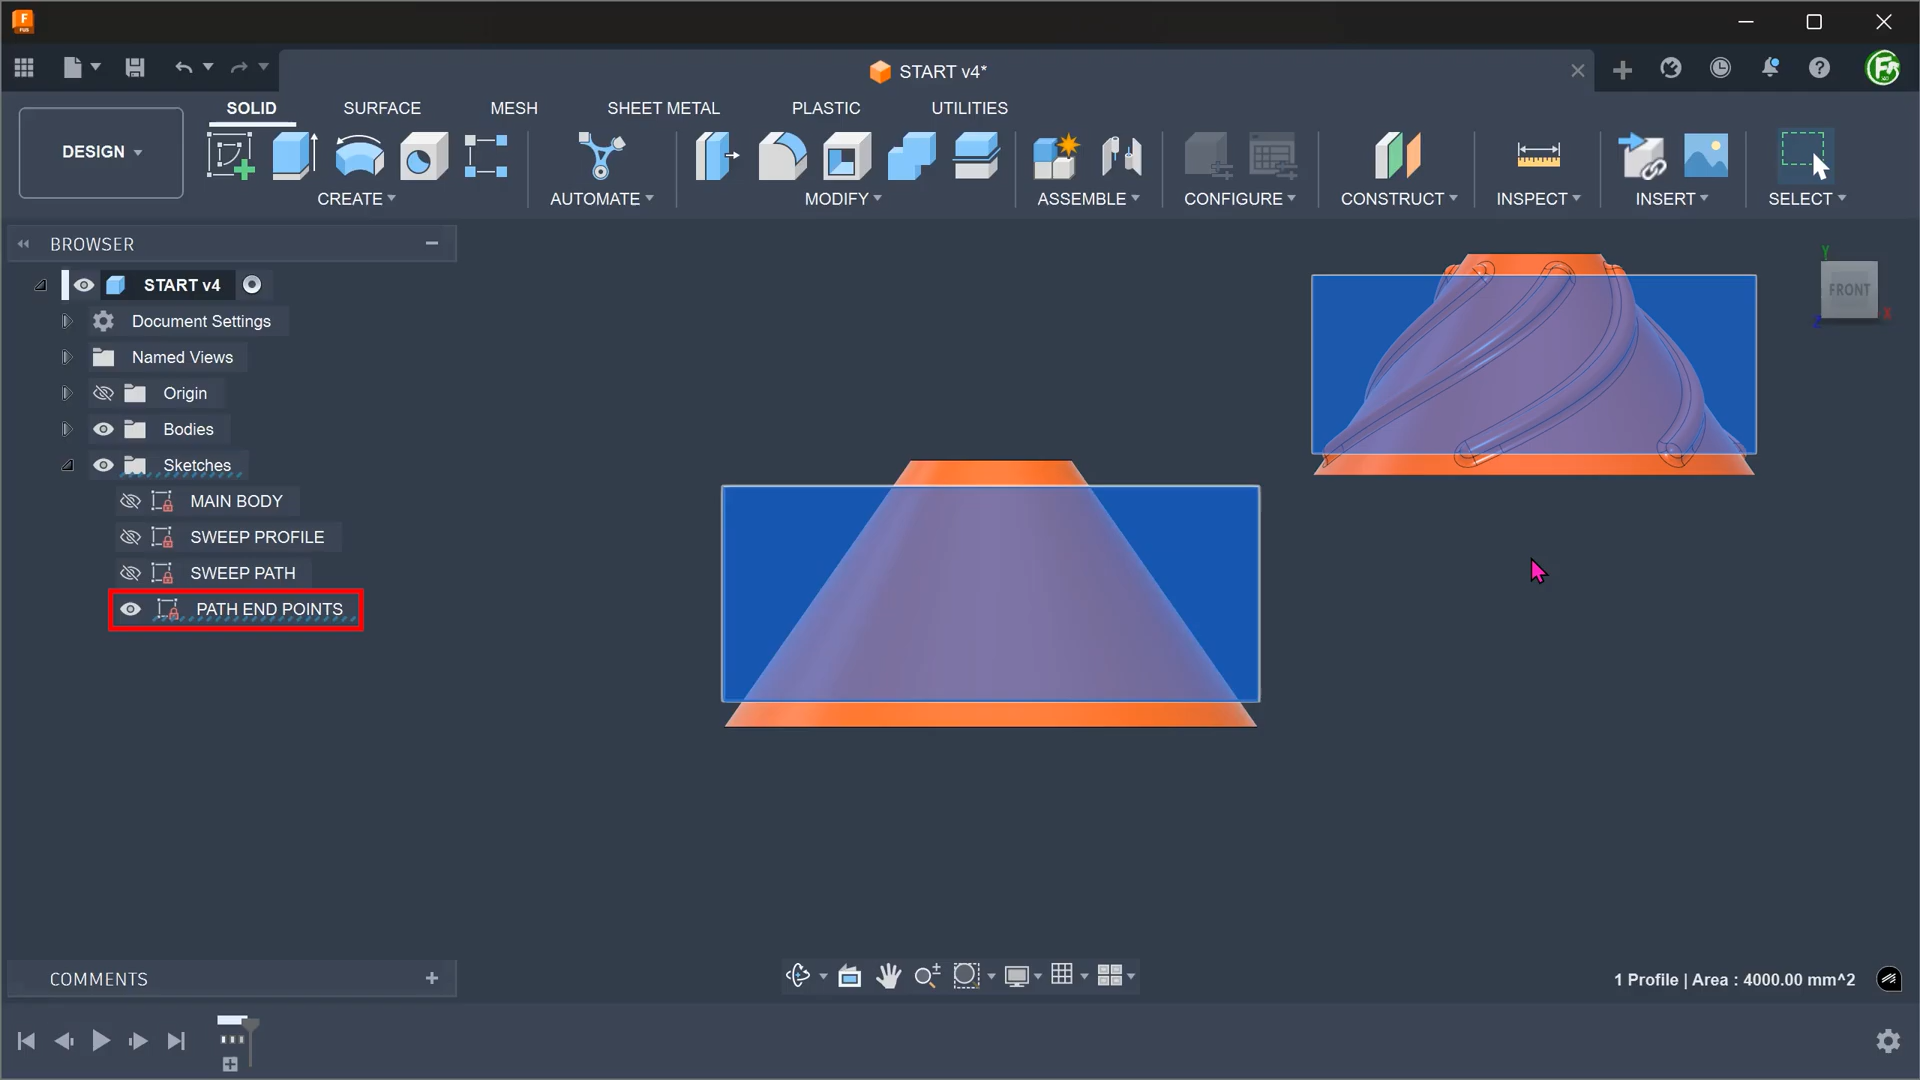 START v4*
DESIGN
SOLID
SURFACE
MESH
SHEET METAL
PLASTIC
UTILITIES
CREATE
AUTOMATE
MODIFY
ASSEMBLE
CONFIGURE
CONSTRUCT
INSPECT
INSERT
SELECT
BROWSER
START v4
Document Settings
Named Views
Origin
Bodies
Sketches
MAIN BODY
SWEEP PROFILE
SWEEP PATH
PATH END POINTS
Y
FRONT
X
Z
COMMENTS
1 Profile | Area : 4000.00 mm^2